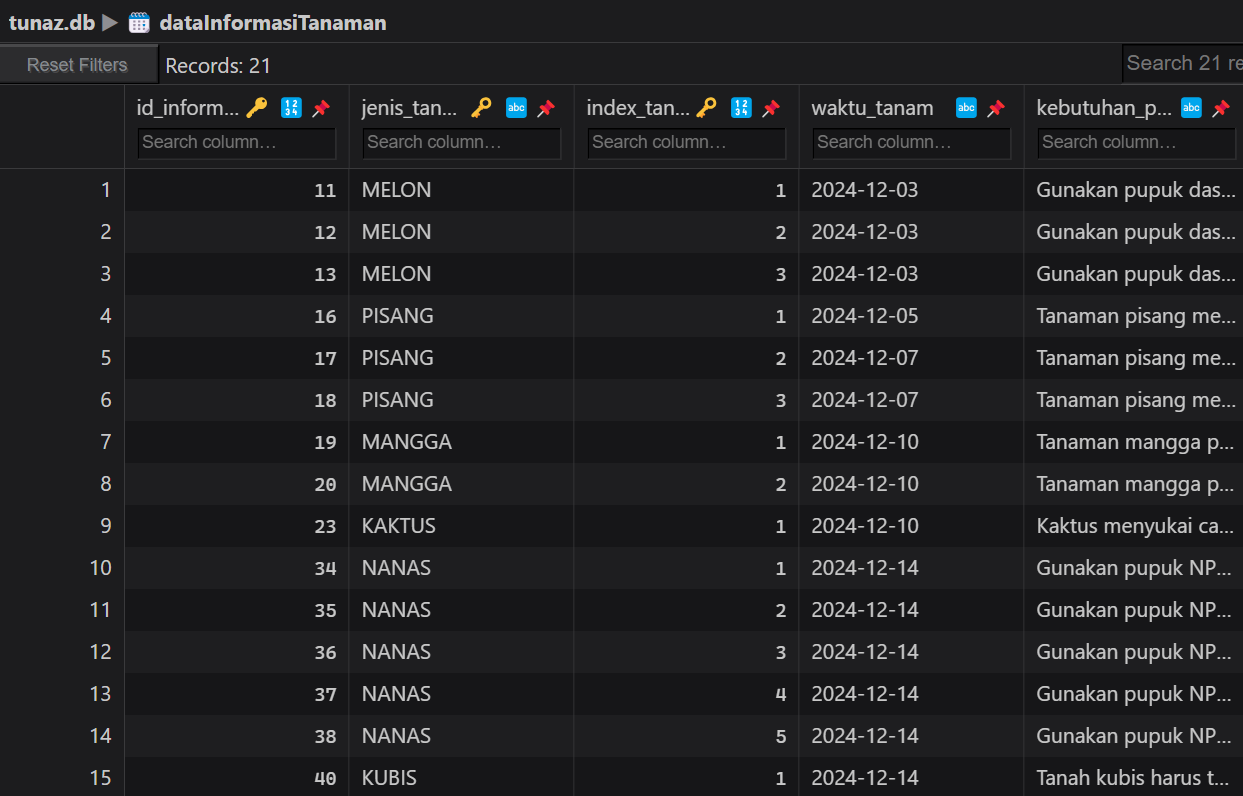 tunaz.db ▶ dataInformasiTanaman
Reset Filters Records: 21 Search 21 re
id_inform... jenis_tan... index_tan... waktu_tanam kebutuhan_p...
Search column... Search column... Search column... Search column... Search column...
1 11 MELON 1 2024-12-03 Gunakan pupuk das...
2 12 MELON 2 2024-12-03 Gunakan pupuk das...
3 13 MELON 3 2024-12-03 Gunakan pupuk das...
4 16 PISANG 1 2024-12-05 Tanaman pisang me...
5 17 PISANG 2 2024-12-07 Tanaman pisang me...
6 18 PISANG 3 2024-12-07 Tanaman pisang me...
7 19 MANGGA 1 2024-12-10 Tanaman mangga p...
8 20 MANGGA 2 2024-12-10 Tanaman mangga p...
9 23 KAKTUS 1 2024-12-10 Kaktus menyukai ca...
10 34 NANAS 1 2024-12-14 Gunakan pupuk NP...
11 35 NANAS 2 2024-12-14 Gunakan pupuk NP...
12 36 NANAS 3 2024-12-14 Gunakan pupuk NP...
13 37 NANAS 4 2024-12-14 Gunakan pupuk NP...
14 38 NANAS 5 2024-12-14 Gunakan pupuk NP...
15 40 KUBIS 1 2024-12-14 Tanah kubis harus t...